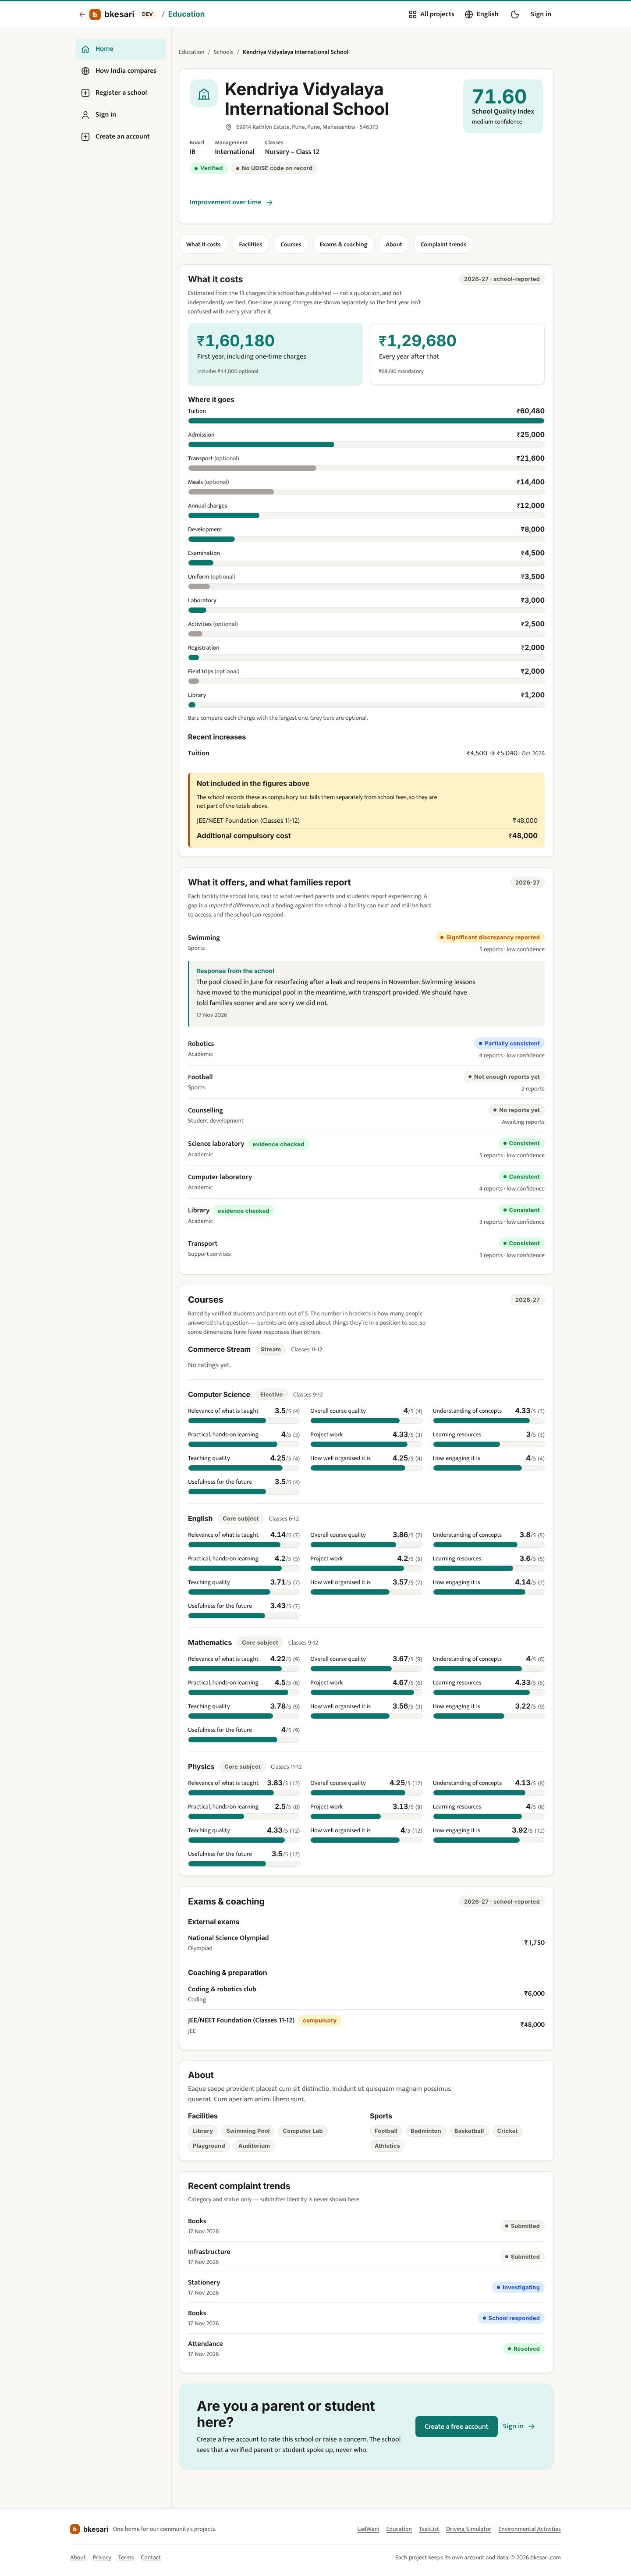 bkesari DEV / Education
All projects English Sign in
Home
How India compares
Register a school
Sign in
Create an account
Education / Schools / Kendriya Vidyalaya International School
Kendriya Vidyalaya
International School
69914 Kathlyn Estate, Pune, Pune, Maharashtra · 546373
71.60
School Quality Index
medium confidence
Board Management Classes
IB International Nursery – Class 12
Verified No UDISE code on record
Improvement over time
What it costs Facilities Courses Exams & coaching About Complaint trends
What it costs
2026-27 · school-reported
Estimated from the 13 charges this school has published — not a quotation, and not
independently verified. One-time joining charges are shown separately so the first year isn't
confused with every year after it.
₹1,60,180
First year, including one-time charges
Includes ₹44,000 optional
₹1,29,680
Every year after that
₹88,180 mandatory
Where it goes
Tuition ₹60,480
Admission ₹25,000
Transport (optional) ₹21,600
Meals (optional) ₹14,400
Annual charges ₹12,000
Development ₹8,000
Examination ₹4,500
Uniform (optional) ₹3,500
Laboratory ₹3,000
Activities (optional) ₹2,500
Registration ₹2,000
Field trips (optional) ₹2,000
Library ₹1,200
Bars compare each charge with the largest one. Grey bars are optional.
Recent increases
Tuition ₹4,500 → ₹5,040 · Oct 2026
Not included in the figures above
The school records these as compulsory but bills them separately from school fees, so they are
not part of the totals above.
JEE/NEET Foundation (Classes 11-12) ₹48,000
Additional compulsory cost ₹48,000
What it offers, and what families report
2026-27
Each facility the school lists, next to what verified parents and students report experiencing. A
gap is a reported difference, not a finding against the school: a facility can exist and still be hard
to access, and the school can respond.
Swimming Significant discrepancy reported
Sports 5 reports · low confidence
Response from the school
The pool closed in June for resurfacing after a leak and reopens in November. Swimming lessons
have moved to the municipal pool in the meantime, with transport provided. We should have
told families sooner and are sorry we did not.
17 Nov 2026
Robotics Partially consistent
Academic 4 reports · low confidence
Football Not enough reports yet
Sports 2 reports
Counselling No reports yet
Student development Awaiting reports
Science laboratory evidence checked Consistent
Academic 5 reports · low confidence
Computer laboratory Consistent
Academic 4 reports · low confidence
Library evidence checked Consistent
Academic 3 reports · low confidence
Transport Consistent
Support services 3 reports · low confidence
Courses
2026-27
Rated by verified students and parents out of 5. The number in brackets is how many people
answered that question — parents are only asked about things they're in a position to see, so
some dimensions have fewer responses than others.
Commerce Stream Stream Classes 11-12
No ratings yet.
Computer Science Elective Classes 9-12
Relevance of what is taught 3.5/5 (4) Overall course quality 4/5 (4) Understanding of concepts 4.33/5 (3)
Practical, hands-on learning 4/5 (3) Project work 4.33/5 (3) Learning resources 3/5 (3)
Teaching quality 4.25/5 (4) How well organised it is 4.25/5 (4) How engaging it is 4/5 (4)
Usefulness for the future 3.5/5 (4)
English Core subject Classes 6-12
Relevance of what is taught 4.14/5 (7) Overall course quality 3.86/5 (7) Understanding of concepts 3.8/5 (5)
Practical, hands-on learning 4.2/5 (5) Project work 4.2/5 (5) Learning resources 3.6/5 (5)
Teaching quality 3.71/5 (7) How well organised it is 3.57/5 (7) How engaging it is 4.14/5 (7)
Usefulness for the future 3.43/5 (7)
Mathematics Core subject Classes 9-12
Relevance of what is taught 4.22/5 (9) Overall course quality 3.67/5 (9) Understanding of concepts 4/5 (6)
Practical, hands-on learning 4.5/5 (6) Project work 4.67/5 (6) Learning resources 4.33/5 (6)
Teaching quality 3.78/5 (9) How well organised it is 3.56/5 (9) How engaging it is 3.22/5 (9)
Usefulness for the future 4/5 (9)
Physics Core subject Classes 11-12
Relevance of what is taught 3.83/5 (12) Overall course quality 4.25/5 (12) Understanding of concepts 4.13/5 (8)
Practical, hands-on learning 2.5/5 (8) Project work 3.13/5 (8) Learning resources 4/5 (8)
Teaching quality 4.33/5 (12) How well organised it is 4/5 (12) How engaging it is 3.92/5 (12)
Usefulness for the future 3.5/5 (12)
Exams & coaching
2026-27 · school-reported
External exams
National Science Olympiad ₹1,750
Olympiad
Coaching & preparation
Coding & robotics club ₹6,000
Coding
JEE/NEET Foundation (Classes 11-12) compulsory ₹48,000
JEE
About
Eaque saepe provident placeat cum sit distinctio. Incidunt ut quisquam magnam possimus
quaerat. Cum aperiam animi libero sunt.
Facilities
Library Swimming Pool Computer Lab
Playground Auditorium
Sports
Football Badminton Basketball Cricket
Athletics
Recent complaint trends
Category and status only — submitter identity is never shown here.
Books Submitted
17 Nov 2026
Infrastructure Submitted
17 Nov 2026
Stationery Investigating
17 Nov 2026
Books School responded
17 Nov 2026
Attendance Resolved
17 Nov 2026
Are you a parent or student
here?
Create a free account to rate this school or raise a concern. The school
sees that a verified parent or student spoke up, never who.
Create a free account Sign in
bkesari One home for our community's projects.
LadWani Education TaskList Driving Simulator Environmental Activities
About Privacy Terms Contact
Each project keeps its own account and data. © 2026 bkesari.com